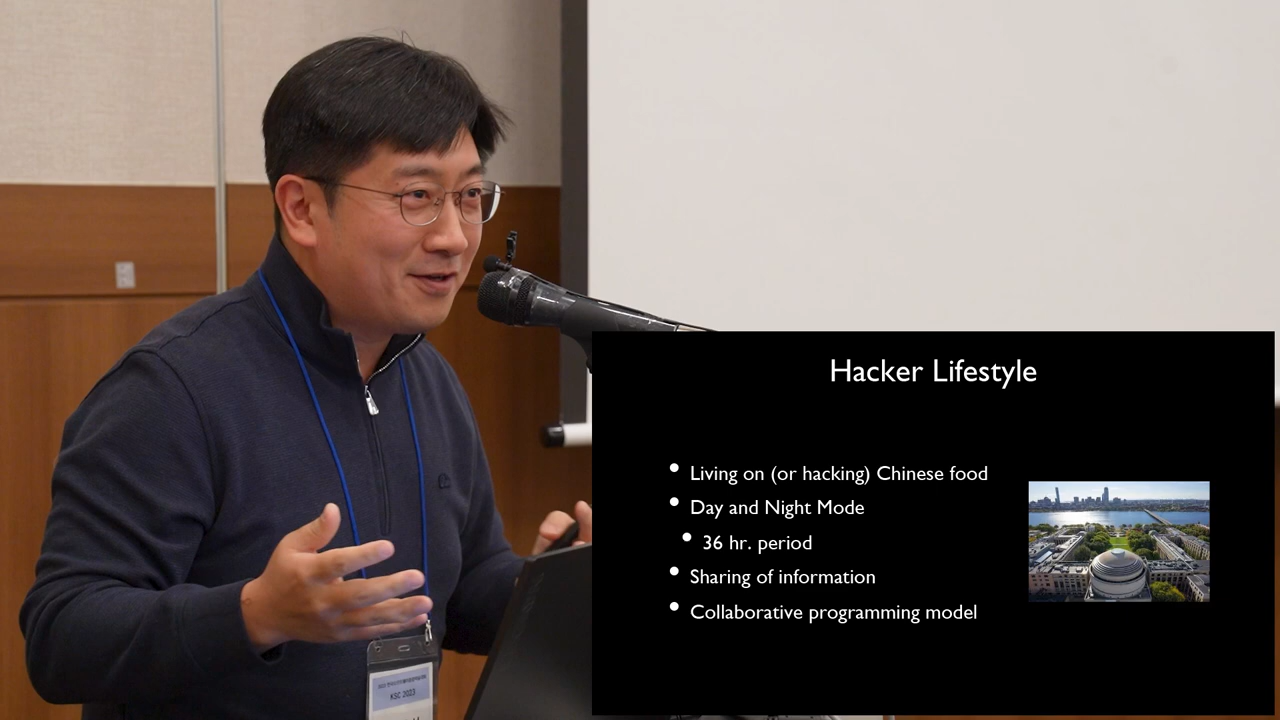 Hacker Lifestyle
Living on (or hacking) Chinese food
Day and Night Mode
36 hr. period
Sharing of information
Collaborative programming model
KSC 2023